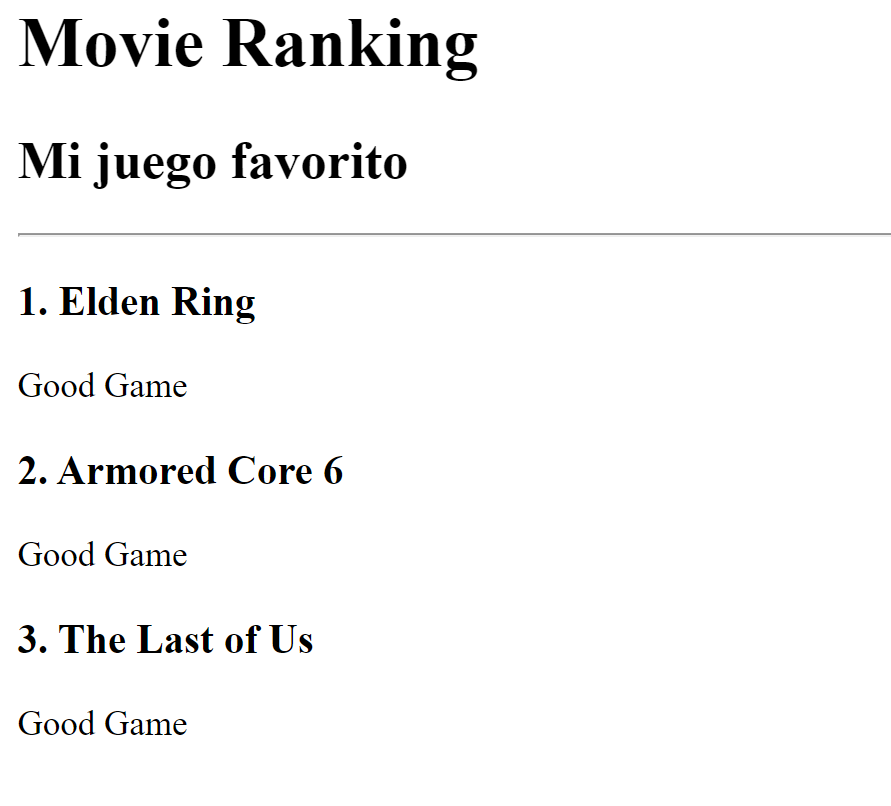 Movie Ranking
Mi juego favorito
1. Elden Ring
Good Game
2. Armored Core 6
Good Game
3. The Last of Us
Good Game